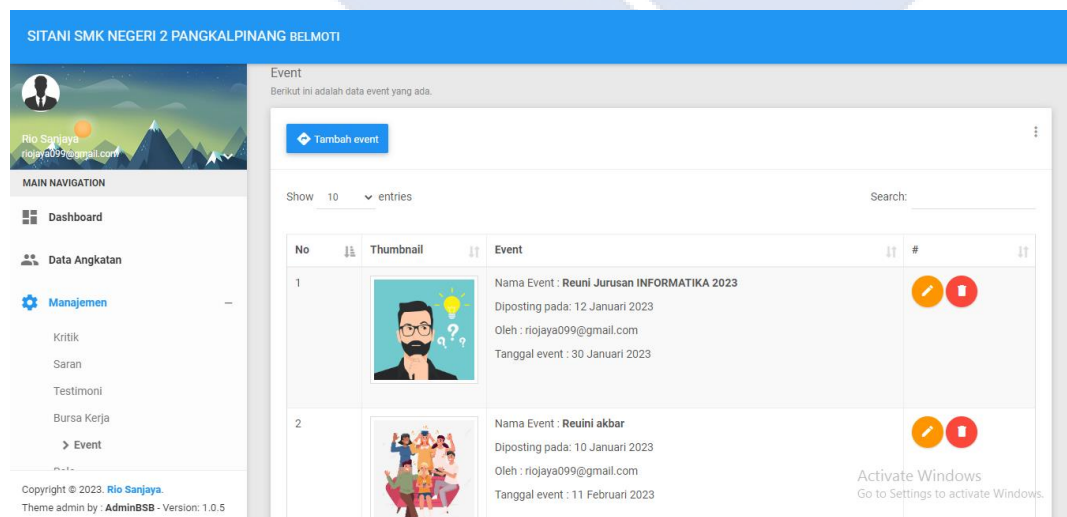 SITANI SMK NEGERI 2 PANGKALPINANG BELMOTI
Rio Sanjaya
riojaya099@gmail.com
MAIN NAVIGATION
Dashboard
Data Angkatan
Manajemen
Kritik
Saran
Testimoni
Bursa Kerja
Event
Copyright © 2023. Rio Sanjaya.
Theme admin by : AdminBSB - Version: 1.0.5
Event
Berikut ini adalah data event yang ada.
Tambah event
Show 10 entries
Search:
No Thumbnail Event #
1
Nama Event : Reuni Jurusan INFORMATIKA 2023
Diposting pada: 12 Januari 2023
Oleh : riojaya099@gmail.com
Tanggal event : 30 Januari 2023
2
Nama Event : Reuini akbar
Diposting pada: 10 Januari 2023
Oleh : riojaya099@gmail.com
Tanggal event : 11 Februari 2023
Activate Windows
Go to Settings to activate Windows.